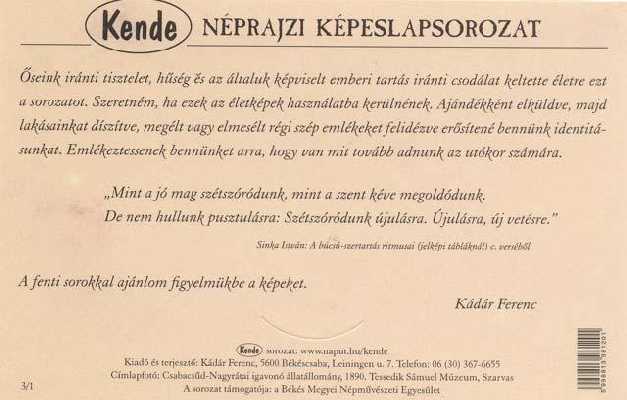 Kende NÉPRAJZI KÉPESLAPSOROZAT
Őseink iránti tisztelet, hűség és az általuk képviselt emberi tartás iránti csodálat keltette életre ezt
a sorozatot. Szeretném, ha ezek az életképek használatba kerülnének. Ajándékként elküldve, majd
lakásainkat díszítve, megélt vagy elmesélt régi szép emlékeket felidézve erősítené bennünk identitá-
sunkat. Emlékeztessenek bennünket arra, hogy van mit tovább adnunk az utókor számára.
„Mint a jó mag szétszóródunk, mint a szent kéve megoldódunk.
De nem hullunk pusztulásra: Szétszóródunk újulásra. Újulásra, új vetésre.”
Sinka István: A búcsú-szertartás ritmusai (jelképi tábláknál) c. verséből
A fenti sorokkal ajánlom figyelmükbe a képeket.
Kádár Ferenc
Kende sorozat: www.naput.hu/kende
Kiadó és terjesztő: Kádár Ferenc, 5600 Békéscsaba, Leiningen u. 7. Telefon: 06 (30) 367-6655
Címlapfotó: Csabacsűd-Nagyrátai igavonó állatállomány, 1890. Tessedik Sámuel Múzeum, Szarvas
A sorozat támogatója: a Békés Megyei Népművészeti Egyesület
3/1